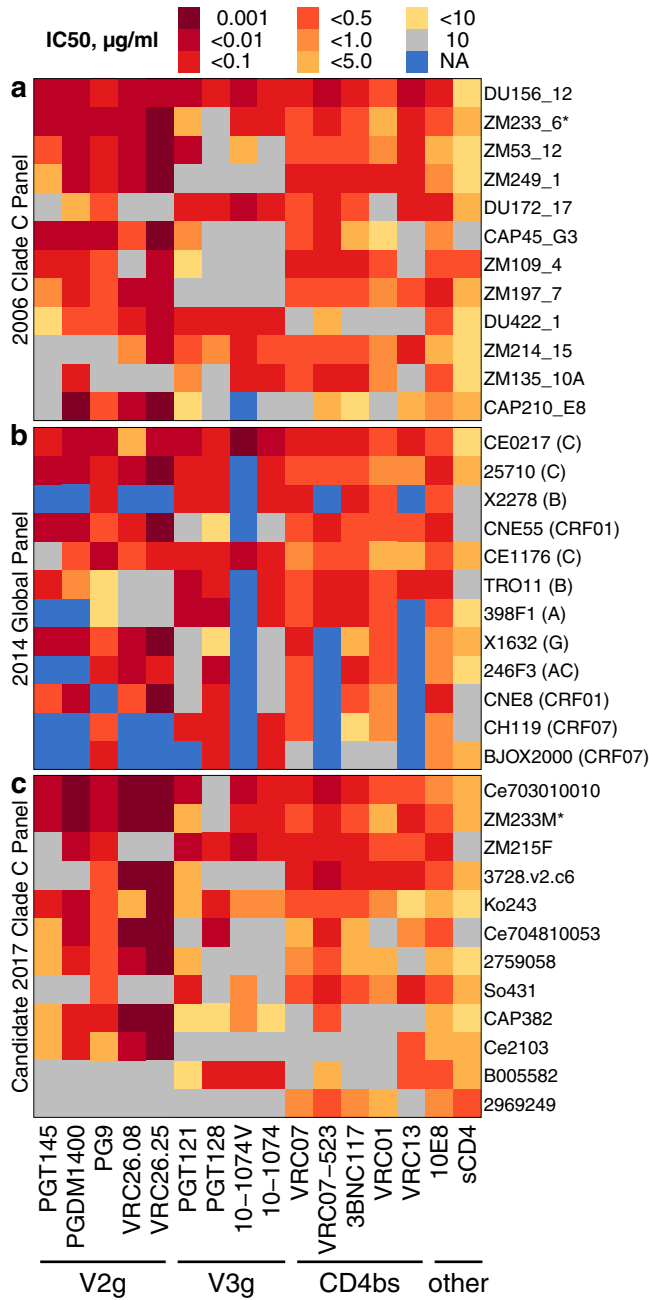 IC50, µg/ml
0.001
<0.01
<0.1
<0.5
<1.0
<5.0
<10
10
NA
a
2006 Clade C Panel
DU156_12
ZM233_6*
ZM53_12
ZM249_1
DU172_17
CAP45_G3
ZM109_4
ZM197_7
DU422_1
ZM214_15
ZM135_10A
CAP210_E8
b
2014 Global Panel
CE0217 (C)
25710 (C)
X2278 (B)
CNE55 (CRF01)
CE1176 (C)
TRO11 (B)
398F1 (A)
X1632 (G)
246F3 (AC)
CNE8 (CRF01)
CH119 (CRF07)
BJOX2000 (CRF07)
c
Candidate 2017 Clade C Panel
Ce703010010
ZM233M*
ZM215F
3728.v2.c6
Ko243
Ce704810053
2759058
So431
CAP382
Ce2103
B005582
2969249
PGT145
PGDM1400
PG9
VRC26.08
VRC26.25
PGT121
PGT128
10-1074V
10-1074
VRC07
VRC07-523
3BNC117
VRC01
VRC13
10E8
sCD4
V2g
V3g
CD4bs
other